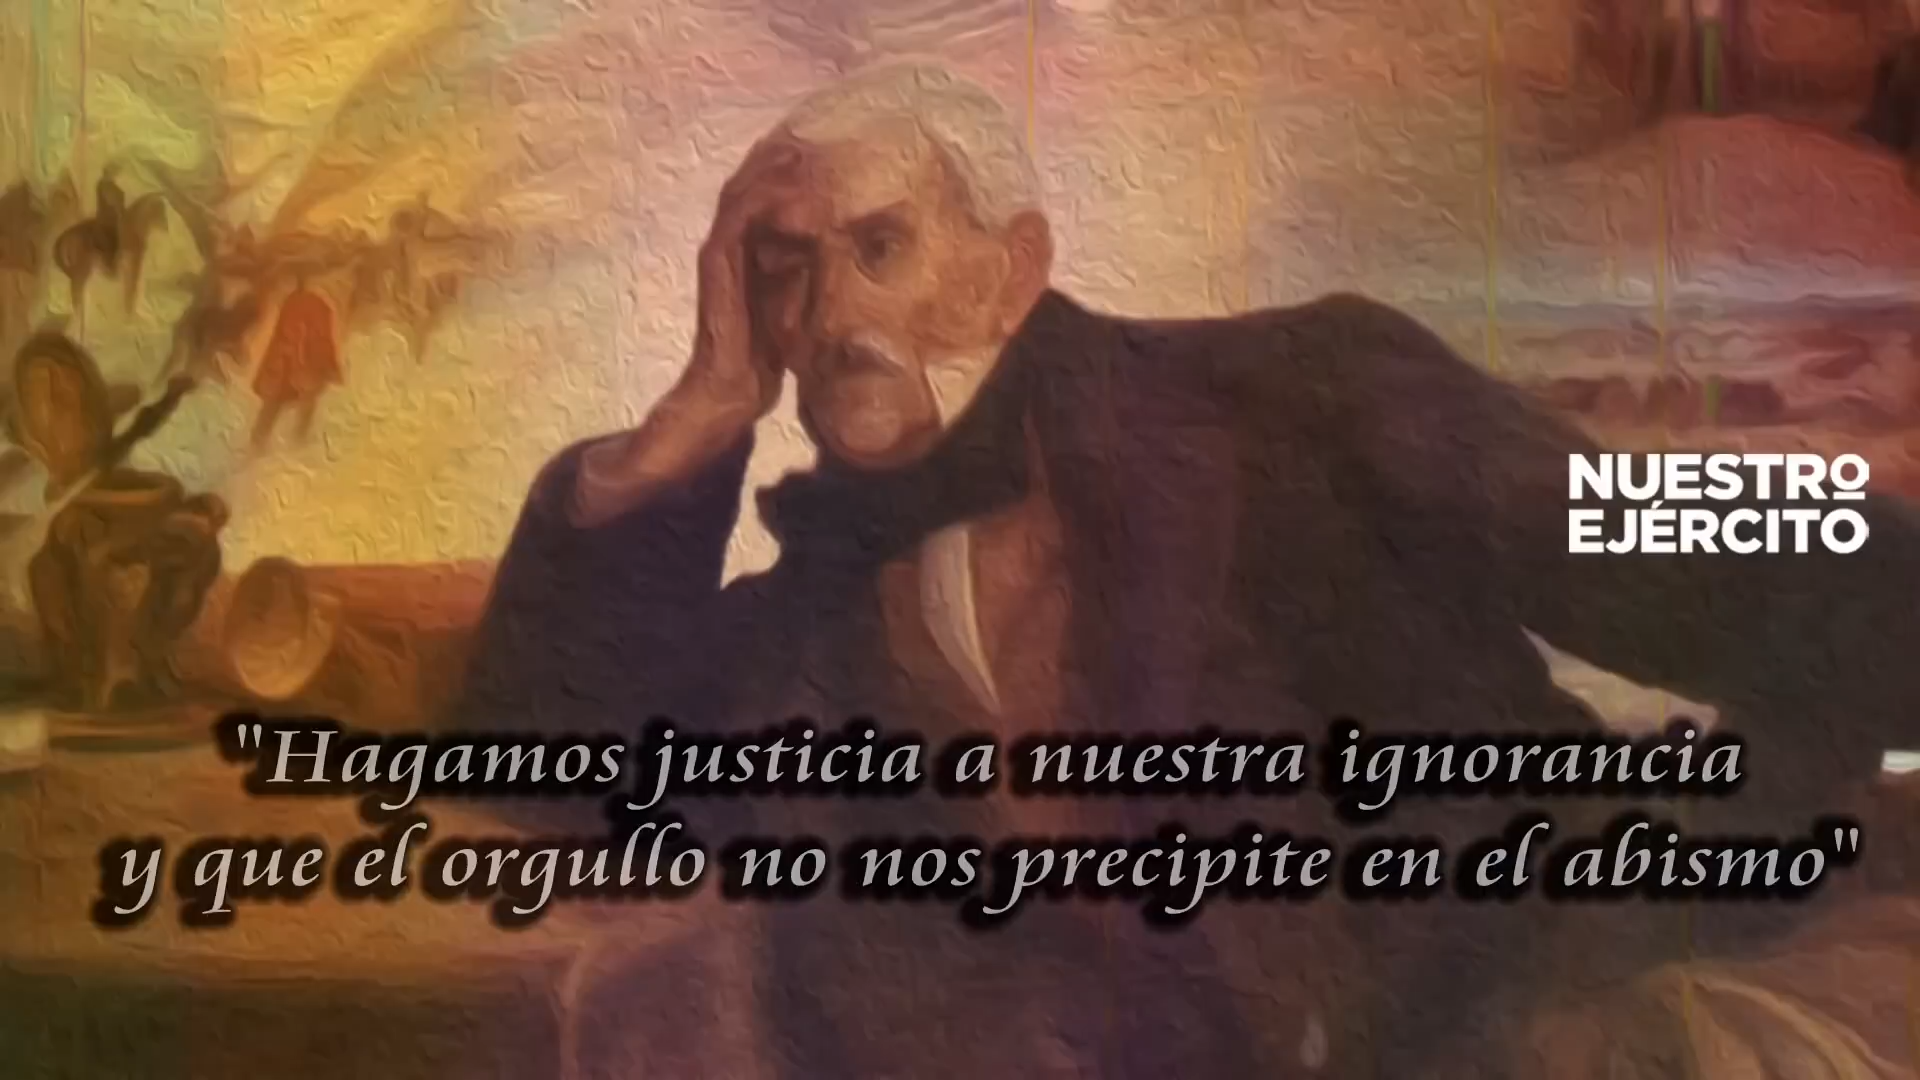 NUESTRO
EJÉRCITO
"Hagamos justicia a nuestra ignorancia
y que el orgullo no nos precipite en el abismo"